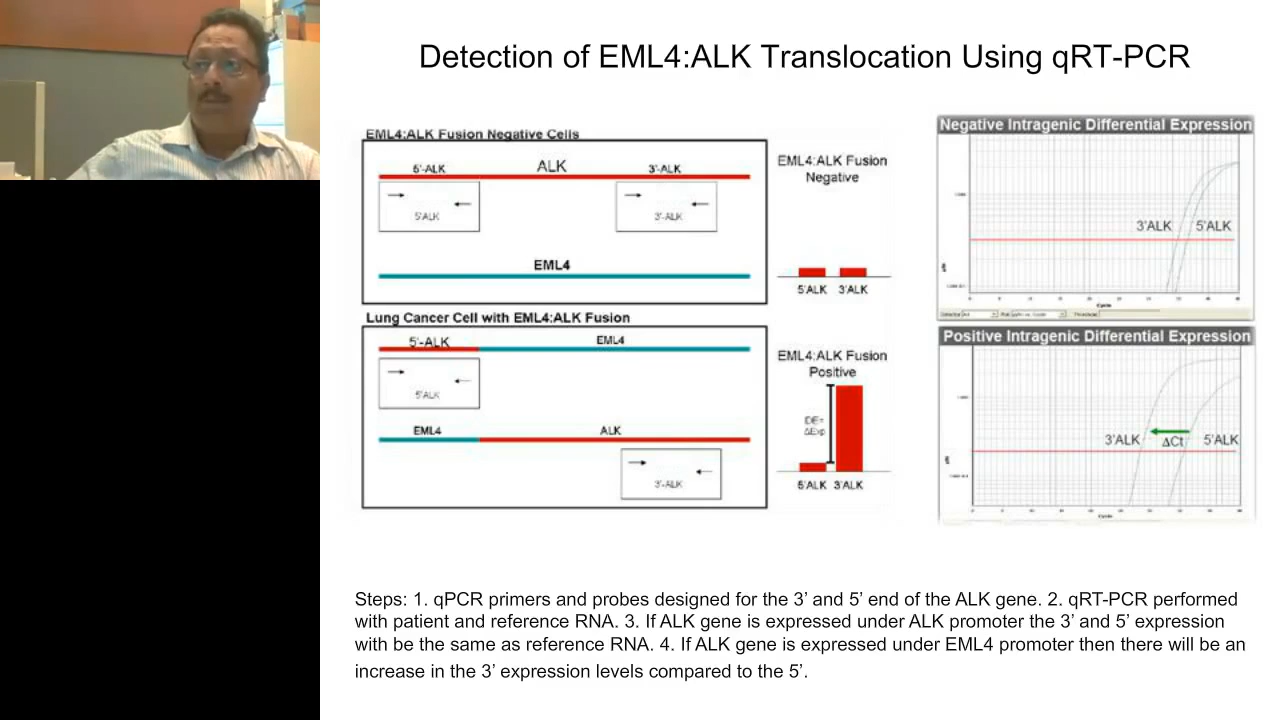 Detection of EML4:ALK Translocation Using qRT-PCR
EML4:ALK Fusion Negative Cells
5'-ALK
ALK
3'-ALK
5'ALK
3'-ALK
EML4
EML4:ALK Fusion
Negative
5'ALK 3'ALK
Lung Cancer Cell with EML4:ALK Fusion
5'-ALK
EML4
5'ALK
EML4
ALK
3'-ALK
EML4:ALK Fusion
Positive
IDE=
ΔExp
5'ALK 3'ALK
Negative Intragenic Differential Expression
3'ALK
5'ALK
Cycle
Positive Intragenic Differential Expression
3'ALK
ΔCt
5'ALK
Cycle
Steps: 1. qPCR primers and probes designed for the 3’ and 5’ end of the ALK gene. 2. qRT-PCR performed
with patient and reference RNA. 3. If ALK gene is expressed under ALK promoter the 3’ and 5’ expression
with be the same as reference RNA. 4. If ALK gene is expressed under EML4 promoter then there will be an
increase in the 3’ expression levels compared to the 5’.